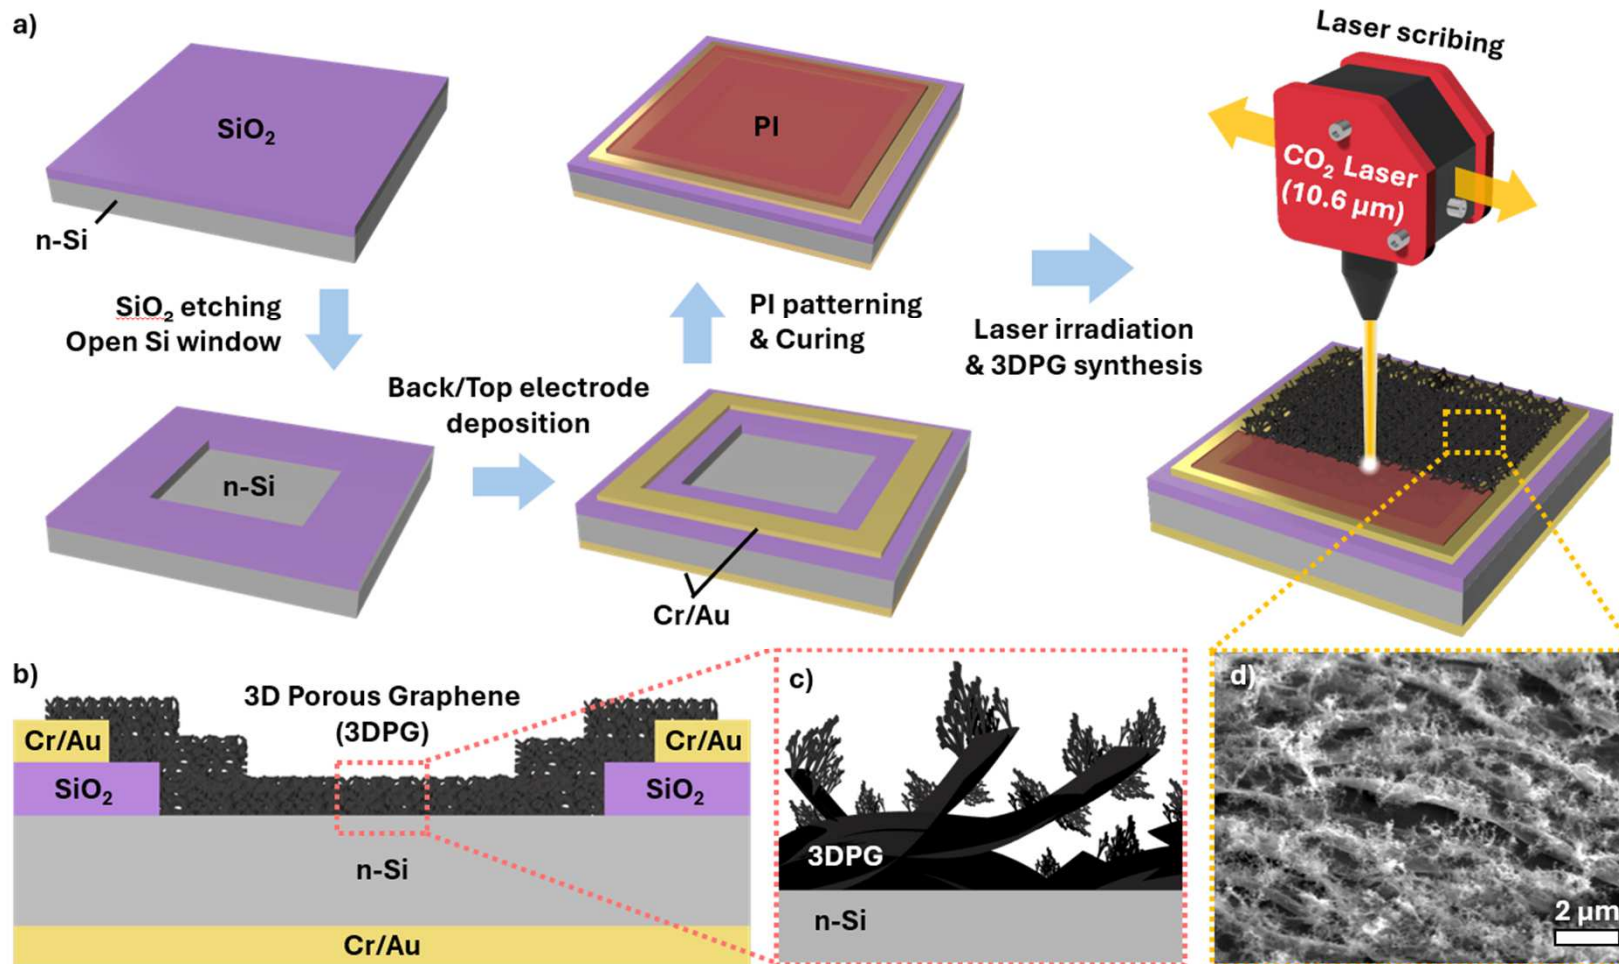 a)
SiO₂
n-Si
SiO₂ etching
Open Si window
n-Si
Back/Top electrode
deposition
Cr/Au
PI
PI patterning
& Curing
Laser irradiation
& 3DPG synthesis
Laser scribing
CO₂ Laser
(10.6 µm)
b)
3D Porous Graphene
(3DPG)
Cr/Au
Cr/Au
SiO₂
SiO₂
n-Si
Cr/Au
c)
3DPG
n-Si
d)
2 µm